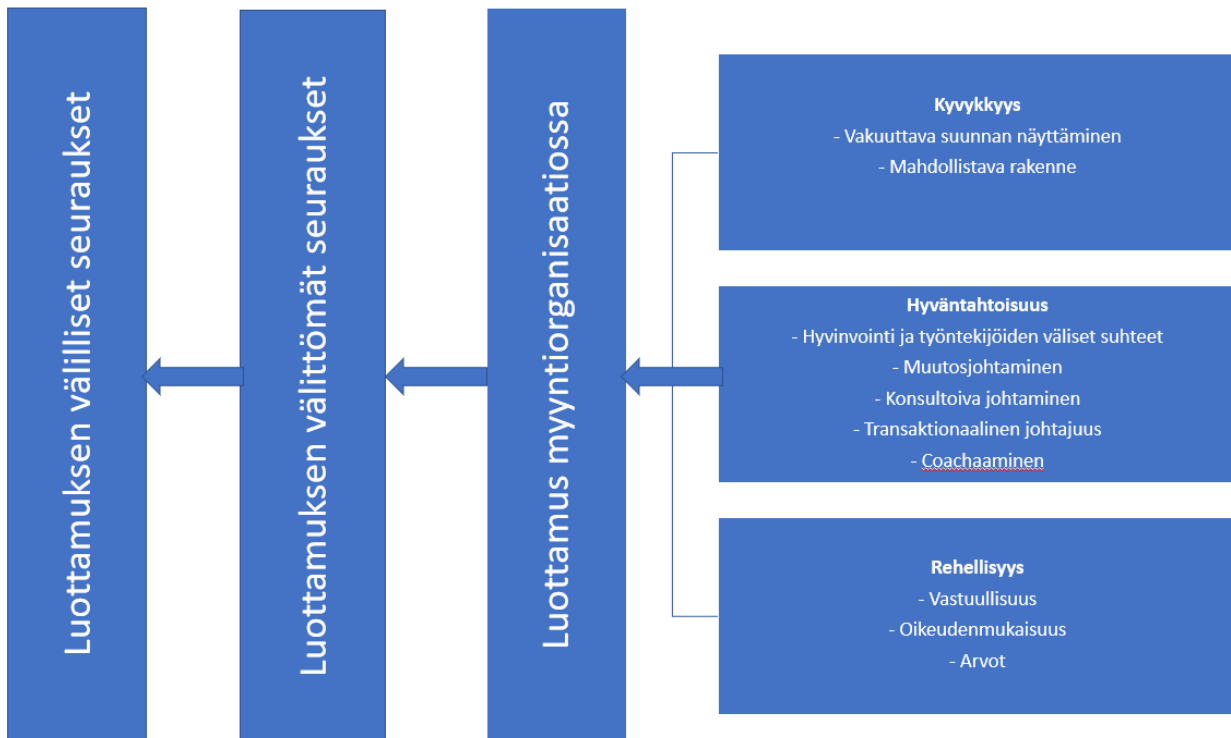 Luottamuksen välilliset seuraukset
Luottamuksen välittömät seuraukset
Luottamus myyntiorganisaatiossa
Kyvykkyys
- Vakuuttava suunnan näyttäminen
- Mahdollistava rakenne
Hyväntahtoisuus
- Hyvinvointi ja työntekijöiden väliset suhteet
- Muutosjohtaminen
- Konsultoiva johtaminen
- Transaktionaalinen johtajuus
- Coachaaminen
Rehellisyys
- Vastuullisuus
- Oikeudenmukaisuus
- Arvot